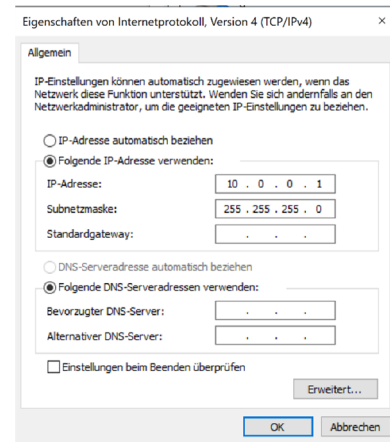 Eigenschaften von Internetprotokoll, Version 4 (TCP/IPv4)
Allgemein
IP-Einstellungen können automatisch zugewiesen werden, wenn das
Netzwerk diese Funktion unterstützt. Wenden Sie sich andernfalls an den
Netzwerkadministrator, um die geeigneten IP-Einstellungen zu beziehen.
IP-Adresse automatisch beziehen
Folgende IP-Adresse verwenden:
IP-Adresse: 10 . 0 . 0 . 1
Subnetzmaske: 255 . 255 . 255 . 0
Standardgateway: . . .
DNS-Serveradresse automatisch beziehen
Folgende DNS-Serveradressen verwenden:
Bevorzugter DNS-Server: . . .
Alternativer DNS-Server: . . .
Einstellungen beim Beenden überprüfen
Erweitert...
OK Abbrechen